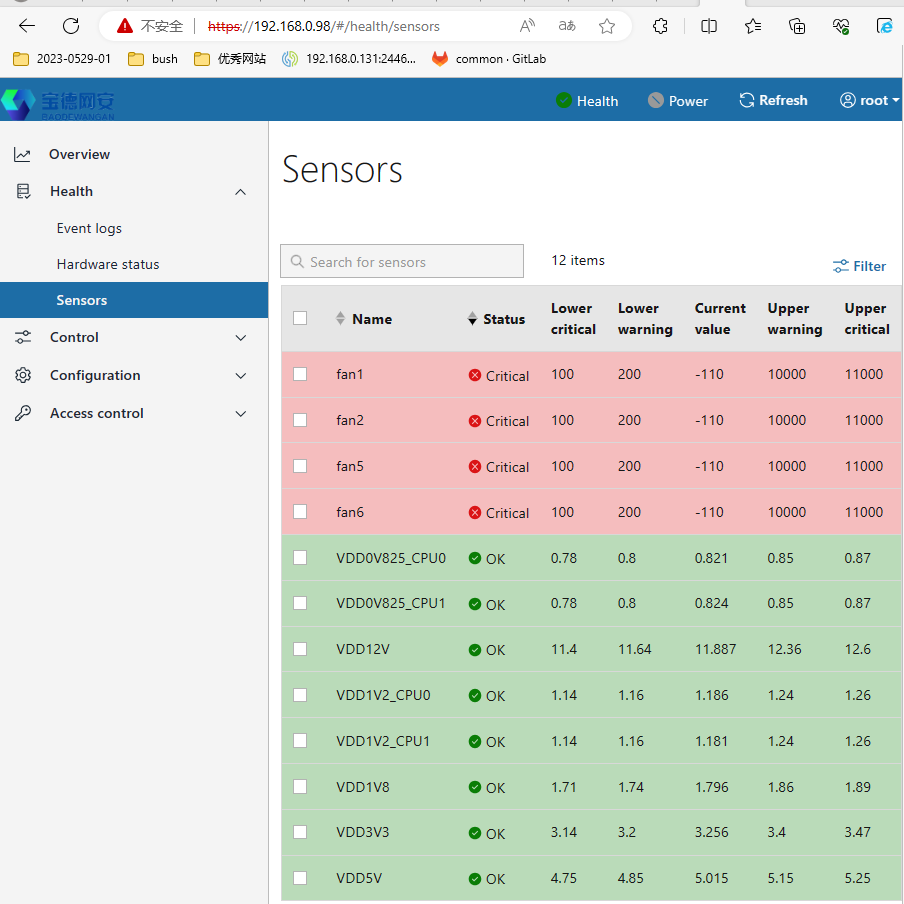 不安全 https://192.168.0.98/#/health/sensors
2023-0529-01 bush 优秀网站 192.168.0.131:2446... common · GitLab
宝德网安
BAODEWANGAN
Health Power Refresh root
Overview
Health
Event logs
Hardware status
Sensors
Control
Configuration
Access control
Sensors
Search for sensors 12 items Filter
Name Status Lower critical Lower warning Current value Upper warning Upper critical
fan1 Critical 100 200 -110 10000 11000
fan2 Critical 100 200 -110 10000 11000
fan5 Critical 100 200 -110 10000 11000
fan6 Critical 100 200 -110 10000 11000
VDD0V825_CPU0 OK 0.78 0.8 0.821 0.85 0.87
VDD0V825_CPU1 OK 0.78 0.8 0.824 0.85 0.87
VDD12V OK 11.4 11.64 11.887 12.36 12.6
VDD1V2_CPU0 OK 1.14 1.16 1.186 1.24 1.26
VDD1V2_CPU1 OK 1.14 1.16 1.181 1.24 1.26
VDD1V8 OK 1.71 1.74 1.796 1.86 1.89
VDD3V3 OK 3.14 3.2 3.256 3.4 3.47
VDD5V OK 4.75 4.85 5.015 5.15 5.25